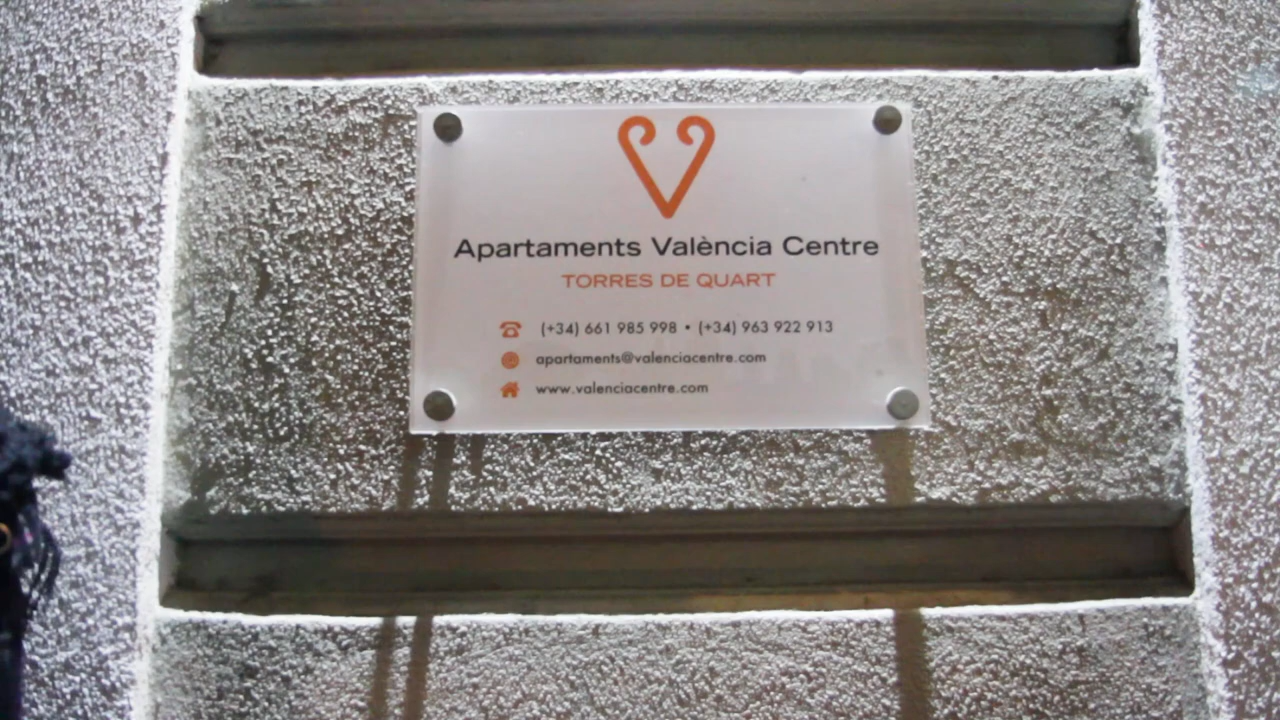 Apartaments València Centre
TORRES DE QUART
(+34) 661 985 998 • (+34) 963 922 913
apartaments@valenciacentre.com
www.valenciacentre.com